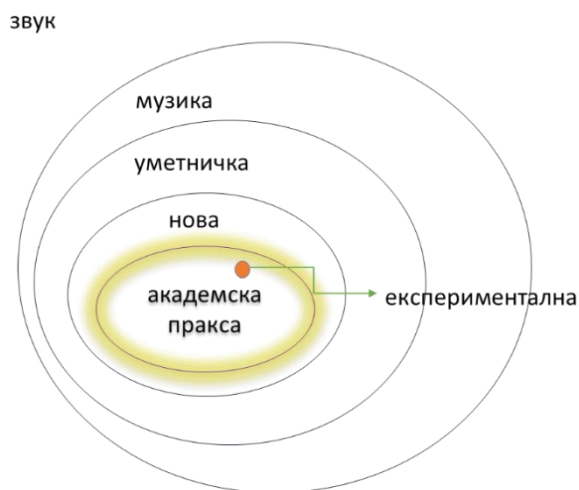 звук
музика
уметничка
нова
академска
пракса
експериментална